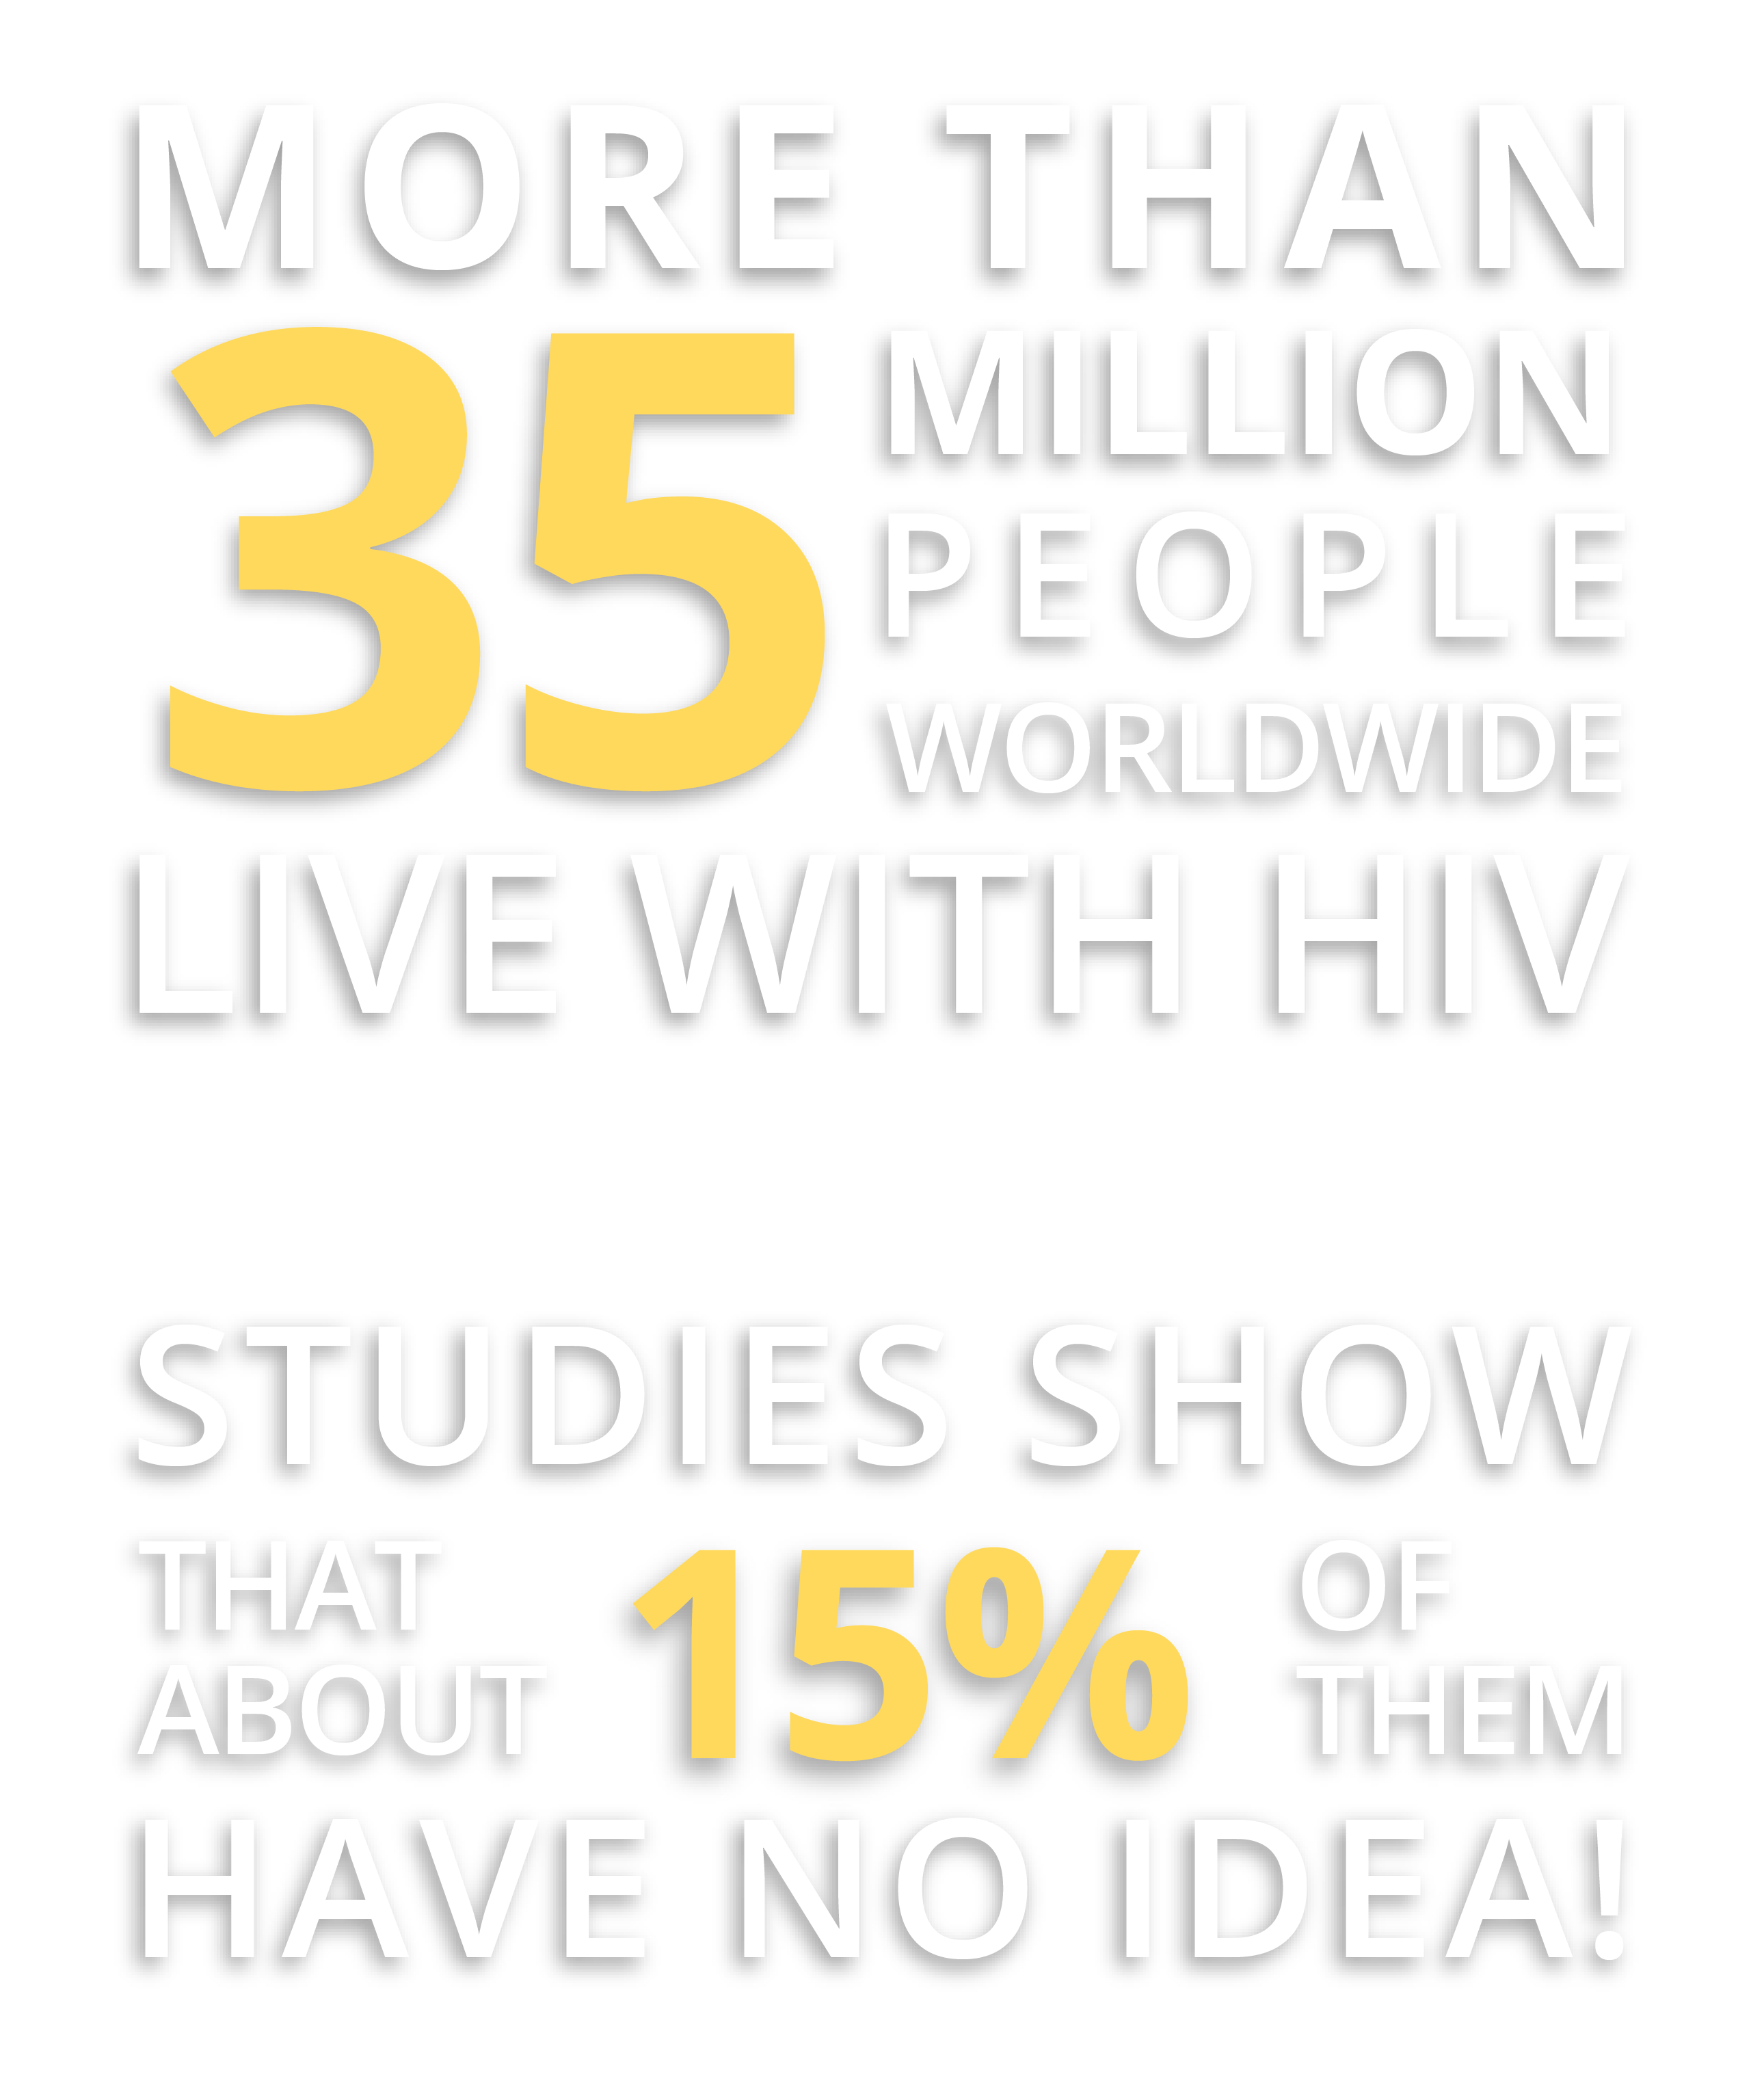 MORE THAN
35 MILLION
PEOPLE
WORLDWIDE
LIVE WITH HIV
STUDIES SHOW
THAT
ABOUT
15%
OF
THEM
HAVE NO IDEA!